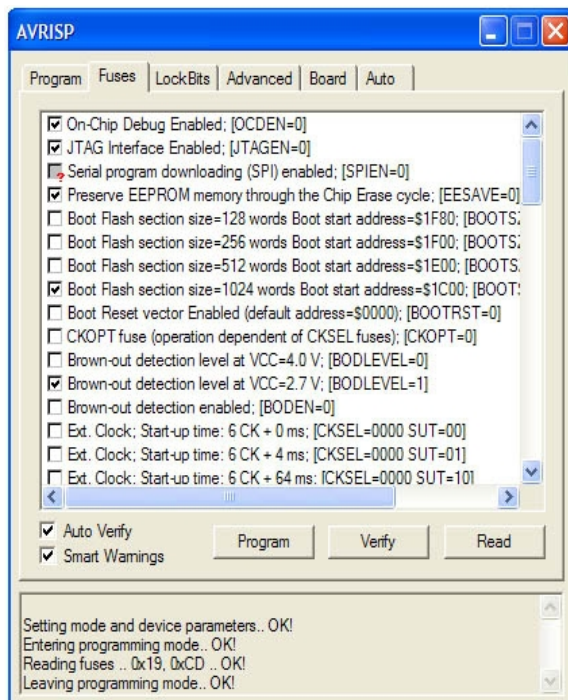 AVRISP
Program Fuses LockBits Advanced Board Auto
On-Chip Debug Enabled; [OCDEN=0]
JTAG Interface Enabled; [JTAGEN=0]
? Serial program downloading (SPI) enabled; [SPIEN=0]
Preserve EEPROM memory through the Chip Erase cycle; [EESAVE=0]
Boot Flash section size=128 words Boot start address=$1F80; [BOOTS
Boot Flash section size=256 words Boot start address=$1F00; [BOOTS
Boot Flash section size=512 words Boot start address=$1E00; [BOOTS
Boot Flash section size=1024 words Boot start address=$1C00; [BOOTS
Boot Reset vector Enabled (default address=$0000); [BOOTRST=0]
CKOPT fuse (operation dependent of CKSEL fuses); [CKOPT=0]
Brown-out detection level at VCC=4.0 V; [BODLEVEL=0]
Brown-out detection level at VCC=2.7 V; [BODLEVEL=1]
Brown-out detection enabled; [BODEN=0]
Ext. Clock; Start-up time: 6 CK + 0 ms; [CKSEL=0000 SUT=00]
Ext. Clock; Start-up time: 6 CK + 4 ms; [CKSEL=0000 SUT=01]
Ext. Clock; Start-up time: 6 CK + 64 ms; [CKSEL=0000 SUT=10]
Auto Verify
Smart Warnings
Program Verify Read
Setting mode and device parameters.. OK!
Entering programming mode.. OK!
Reading fuses .. 0x19, 0xCD .. OK!
Leaving programming mode.. OK!